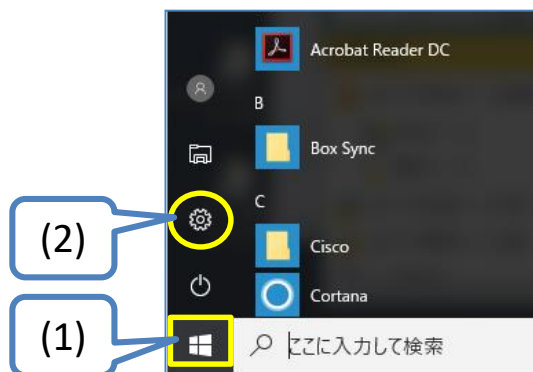 Acrobat Reader DC
B
Box Sync
C
(2)
Cisco
Cortana
(1)
ここに入力して検索